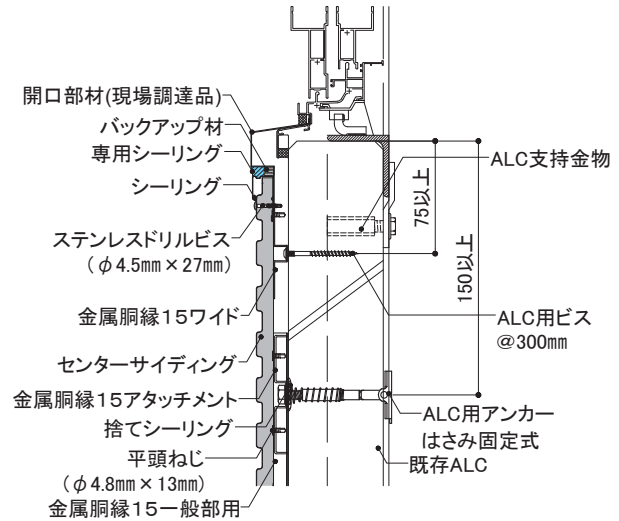 開口部材(現場調達品)
バックアップ材
専用シーリング
シーリング
ステンレスドリルビス
(φ4.5mm×27mm)
金属胴縁15ワイド
センターサイディング
金属胴縁15アタッチメント
捨てシーリング
平頭ねじ
(φ4.8mm×13mm)
金属胴縁15一般部用
ALC支持金物
75以上
150以上
ALC用ビス
@300mm
ALC用アンカー
はさみ固定式
既存ALC